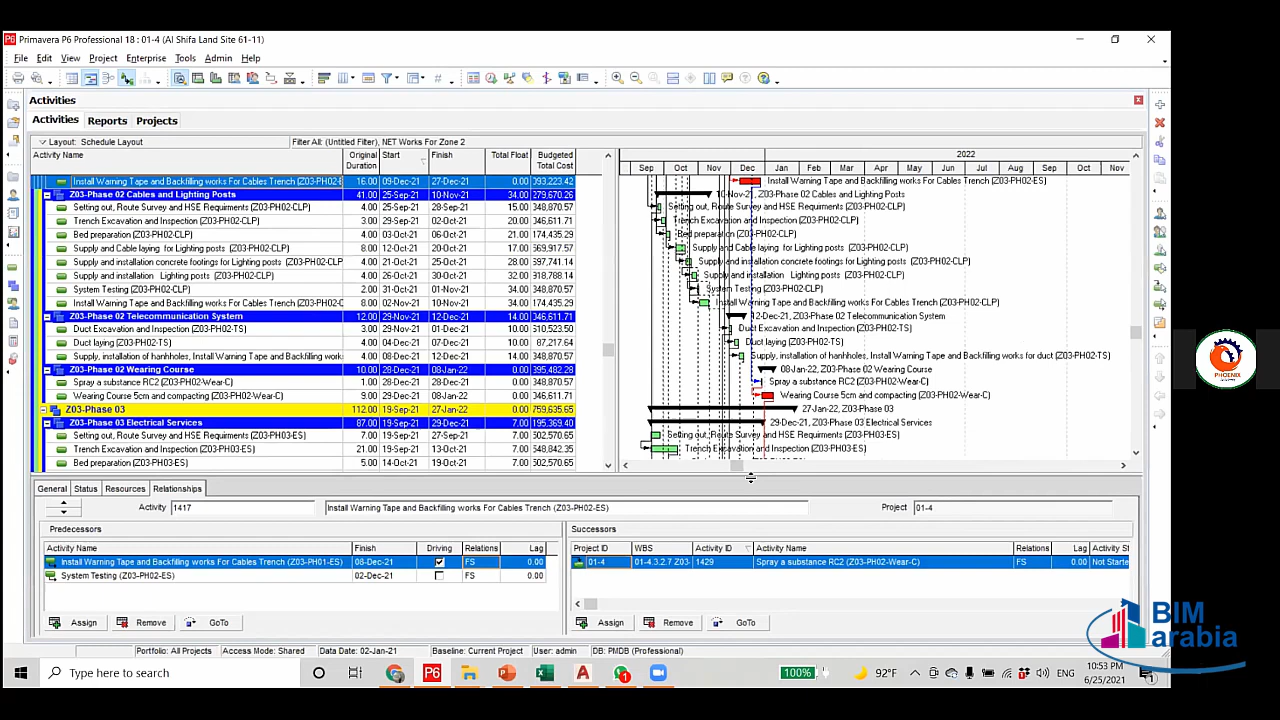 Primavera P6 Professional 18 : 01-4 (Al Shifa Land Site 61-11)
File Edit View Project Enterprise Tools Admin Help
Activities
Activities Reports Projects
Layout: Schedule Layout Filter All: (Untitled Filter), NET Works For Zone 2
Activity Name Original Duration Start Finish Total Float Budgeted Total Cost
2022
Sep Oct Nov Dec Jan Feb Mar Apr May Jun Jul Aug Sep Oct Nov
Install Warning Tape and Backfilling works For Cables Trench (Z03-PH02-E 16.00 09-Dec-21 27-Dec-21 0.00 393,223.42 Install Warning Tape and Backfilling works For Cables Trench (Z03-PH02-ES)
Z03-Phase 02 Cables and Lighting Posts 41.00 25-Sep-21 10-Nov-21 34.00 279,670.26 10-Nov-21, Z03-Phase 02 Cables and Lighting Posts
Setting out, Route Survey and HSE Requirments (Z03-PH02-CLP) 4.00 25-Sep-21 28-Sep-21 15.00 348,870.57 Setting out, Route Survey and HSE Requirments (Z03-PH02-CLP)
Trench Excavation and Inspection (Z03-PH02-CLP) 3.00 29-Sep-21 02-Oct-21 20.00 346,611.71 Trench Excavation and Inspection (Z03-PH02-CLP)
Bed preparation (Z03-PH02-CLP) 4.00 03-Oct-21 06-Oct-21 21.00 174,435.29 Bed preparation (Z03-PH02-CLP)
Supply and Cable laying for Lighting posts (Z03-PH02-CLP) 8.00 12-Oct-21 20-Oct-21 17.00 569,917.57 Supply and Cable laying for Lighting posts (Z03-PH02-CLP)
Supply and installation concrete footings for Lighting posts (Z03-PH02-C 4.00 21-Oct-21 25-Oct-21 28.00 397,741.14 Supply and installation concrete footings for Lighting posts (Z03-PH02-CLP)
Supply and installation Lighting posts (Z03-PH02-CLP) 4.00 26-Oct-21 30-Oct-21 32.00 318,788.14 Supply and installation Lighting posts (Z03-PH02-CLP)
System Testing (Z03-PH02-CLP) 2.00 31-Oct-21 01-Nov-21 34.00 346,611.71 System Testing (Z03-PH02-CLP)
Install Warning Tape and Backfilling works For Cables Trench (Z03-PH02-C 8.00 02-Nov-21 10-Nov-21 34.00 174,435.29 Install Warning Tape and Backfilling works For Cables Trench (Z03-PH02-CLP)
Z03-Phase 02 Telecommunication System 12.00 29-Nov-21 12-Dec-21 14.00 346,611.71 12-Dec-21, Z03-Phase 02 Telecommunication System
Duct Excavation and Inspection (Z03-PH02-TS) 3.00 29-Nov-21 01-Dec-21 14.00 510,523.50 Duct Excavation and Inspection (Z03-PH02-TS)
Duct laying (Z03-PH02-TS) 4.00 04-Dec-21 07-Dec-21 14.00 87,217.64 Duct laying (Z03-PH02-TS)
Supply, installation of hanhholes, Install Warning Tape and Backfilling works 4.00 08-Dec-21 12-Dec-21 14.00 348,870.57 Supply, installation of hanhholes, Install Warning Tape and Backfilling works for duct (Z03-PH02-TS)
Z03-Phase 02 Wearing Course 10.00 28-Dec-21 08-Jan-22 0.00 395,482.28 08-Jan-22, Z03-Phase 02 Wearing Course
Spray a substance RC2 (Z03-PH02-Wear-C) 1.00 28-Dec-21 28-Dec-21 0.00 348,870.57 Spray a substance RC2 (Z03-PH02-Wear-C)
Wearing Course 5cm and compacting (Z03-PH02-Wear-C) 9.00 29-Dec-21 08-Jan-22 0.00 346,611.71 Wearing Course 5cm and compacting (Z03-PH02-Wear-C)
Z03-Phase 03 112.00 19-Sep-21 27-Jan-22 0.00 759,635.65 27-Jan-22, Z03-Phase 03
Z03-Phase 03 Electrical Services 87.00 19-Sep-21 29-Dec-21 7.00 195,369.40 29-Dec-21, Z03-Phase 03 Electrical Services
Setting out, Route Survey and HSE Requirments (Z03-PH03-ES) 7.00 19-Sep-21 27-Sep-21 7.00 502,570.65 Setting out, Route Survey and HSE Requirments (Z03-PH03-ES)
Trench Excavation and Inspection (Z03-PH03-ES) 21.00 19-Sep-21 13-Oct-21 7.00 548,842.35 Trench Excavation and Inspection (Z03-PH03-ES)
Bed preparation (Z03-PH03-ES) 5.00 14-Oct-21 19-Oct-21 7.00 502,570.65
General Status Resources Relationships
Activity 1417 Install Warning Tape and Backfilling works For Cables Trench (Z03-PH02-ES) Project 01-4
Predecessors Successors
Activity Name Finish Driving Relations Lag Project ID WBS Activity ID Activity Name Relations Lag Activity St
Install Warning Tape and Backfilling works For Cables Trench (Z03-PH01-ES) 08-Dec-21 FS 0.00 01-4 01-4.3.2.7 Z03- 1429 Spray a substance RC2 (Z03-PH02-Wear-C) FS 0.00 Not Starte
System Testing (Z03-PH02-ES) 02-Dec-21 FS 0.00
Assign Remove GoTo Assign Remove GoTo
Portfolio: All Projects Access Mode: Shared Data Date: 02-Jan-21 Baseline: Current Project User: admin DB: PMDB (Professional)
Type here to search 100% 92°F ENG 10:53 PM 6/25/2021
PHOENIX
BIM
arabia